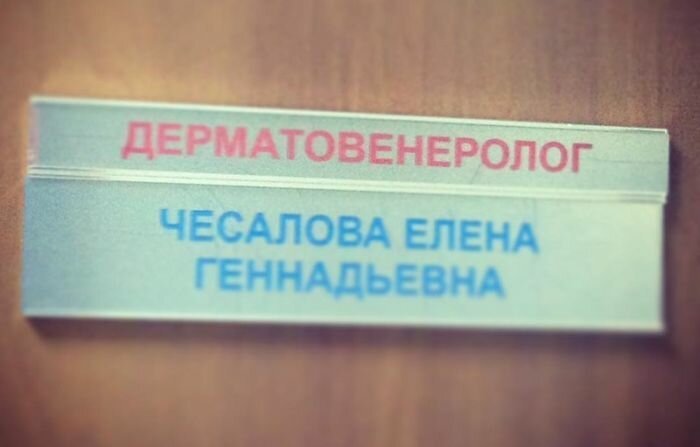 ДЕРМАТОВЕНЕРОЛОГ
ЧЕСАЛОВА ЕЛЕНА
ГЕННАДЬЕВНА